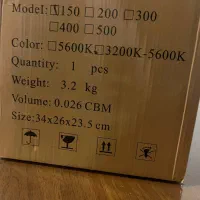 Model: ☑150 □200 □300
□400 □500
Color: □5600K □3200K-5600K
Quantity: 1 pcs
Weight: 3.2 kg
Volume: 0.026 CBM
Size:34x26x23.5 cm